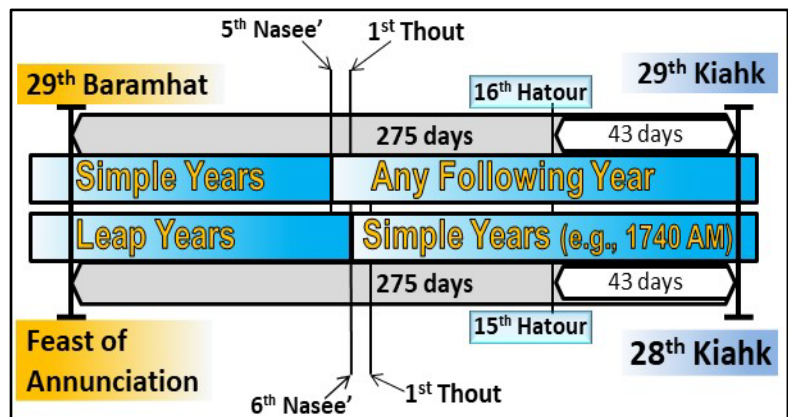 5th Nasee’
1st Thout
29th Baramhat
29th Kiahk
16th Hatour
275 days
43 days
Simple Years
Any Following Year
Leap Years
Simple Years (e.g., 1740 AM)
275 days
43 days
15th Hatour
Feast of
Annunciation
28th Kiahk
6th Nasee’
1st Thout